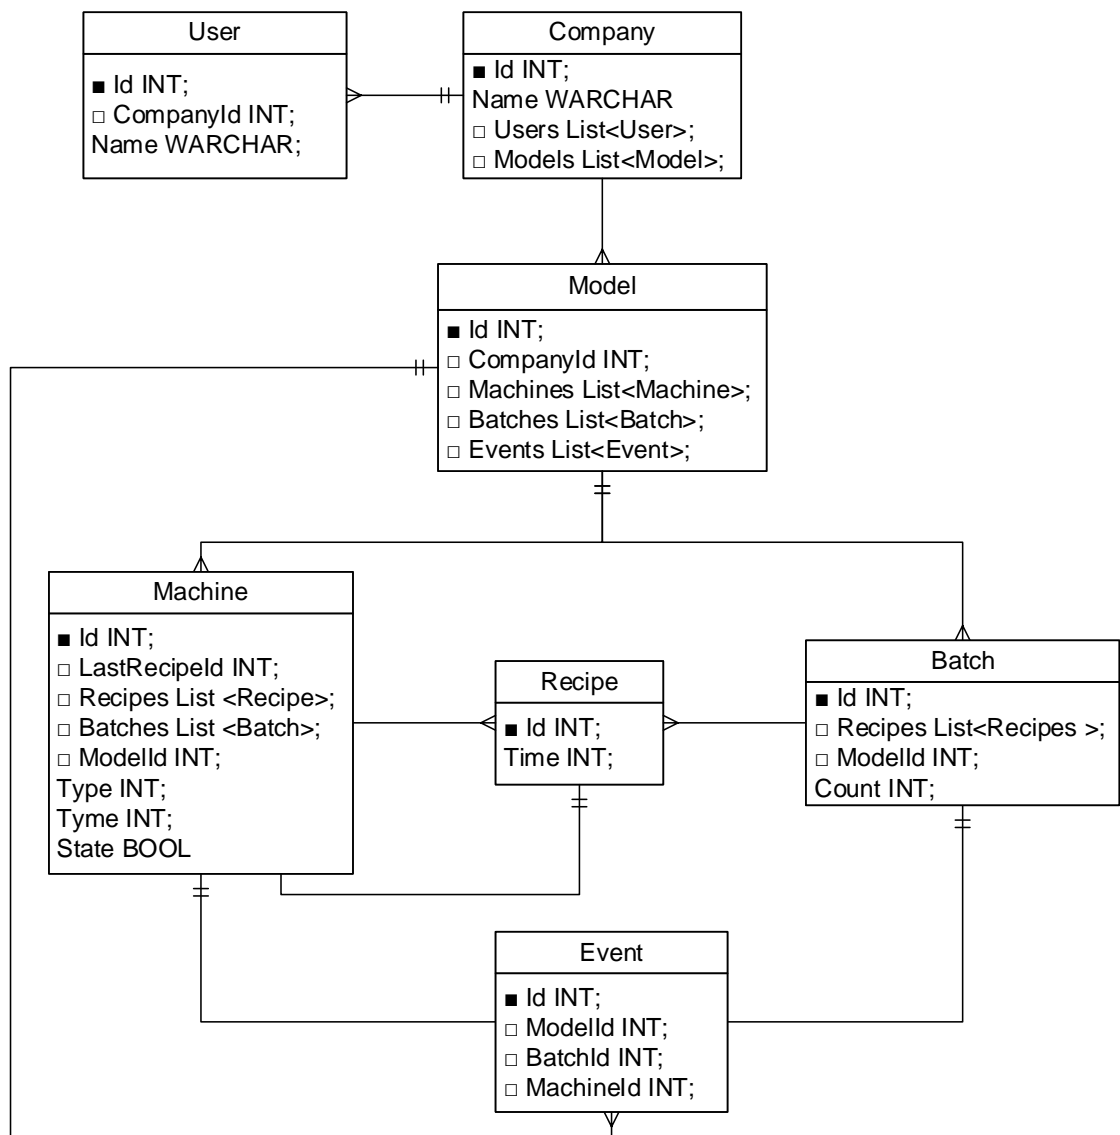 User
■ Id INT;
□ CompanyId INT;
Name WARCHAR;
Company
■ Id INT;
Name WARCHAR
□ Users List<User>;
□ Models List<Model>;
Model
■ Id INT;
□ CompanyId INT;
□ Machines List<Machine>;
□ Batches List<Batch>;
□ Events List<Event>;
Machine
■ Id INT;
□ LastRecipeId INT;
□ Recipes List <Recipe>;
□ Batches List <Batch>;
□ ModelId INT;
Type INT;
Tyme INT;
State BOOL
Recipe
■ Id INT;
Time INT;
Batch
■ Id INT;
□ Recipes List<Recipes >;
□ ModelId INT;
Count INT;
Event
■ Id INT;
□ ModelId INT;
□ BatchId INT;
□ MachineId INT;